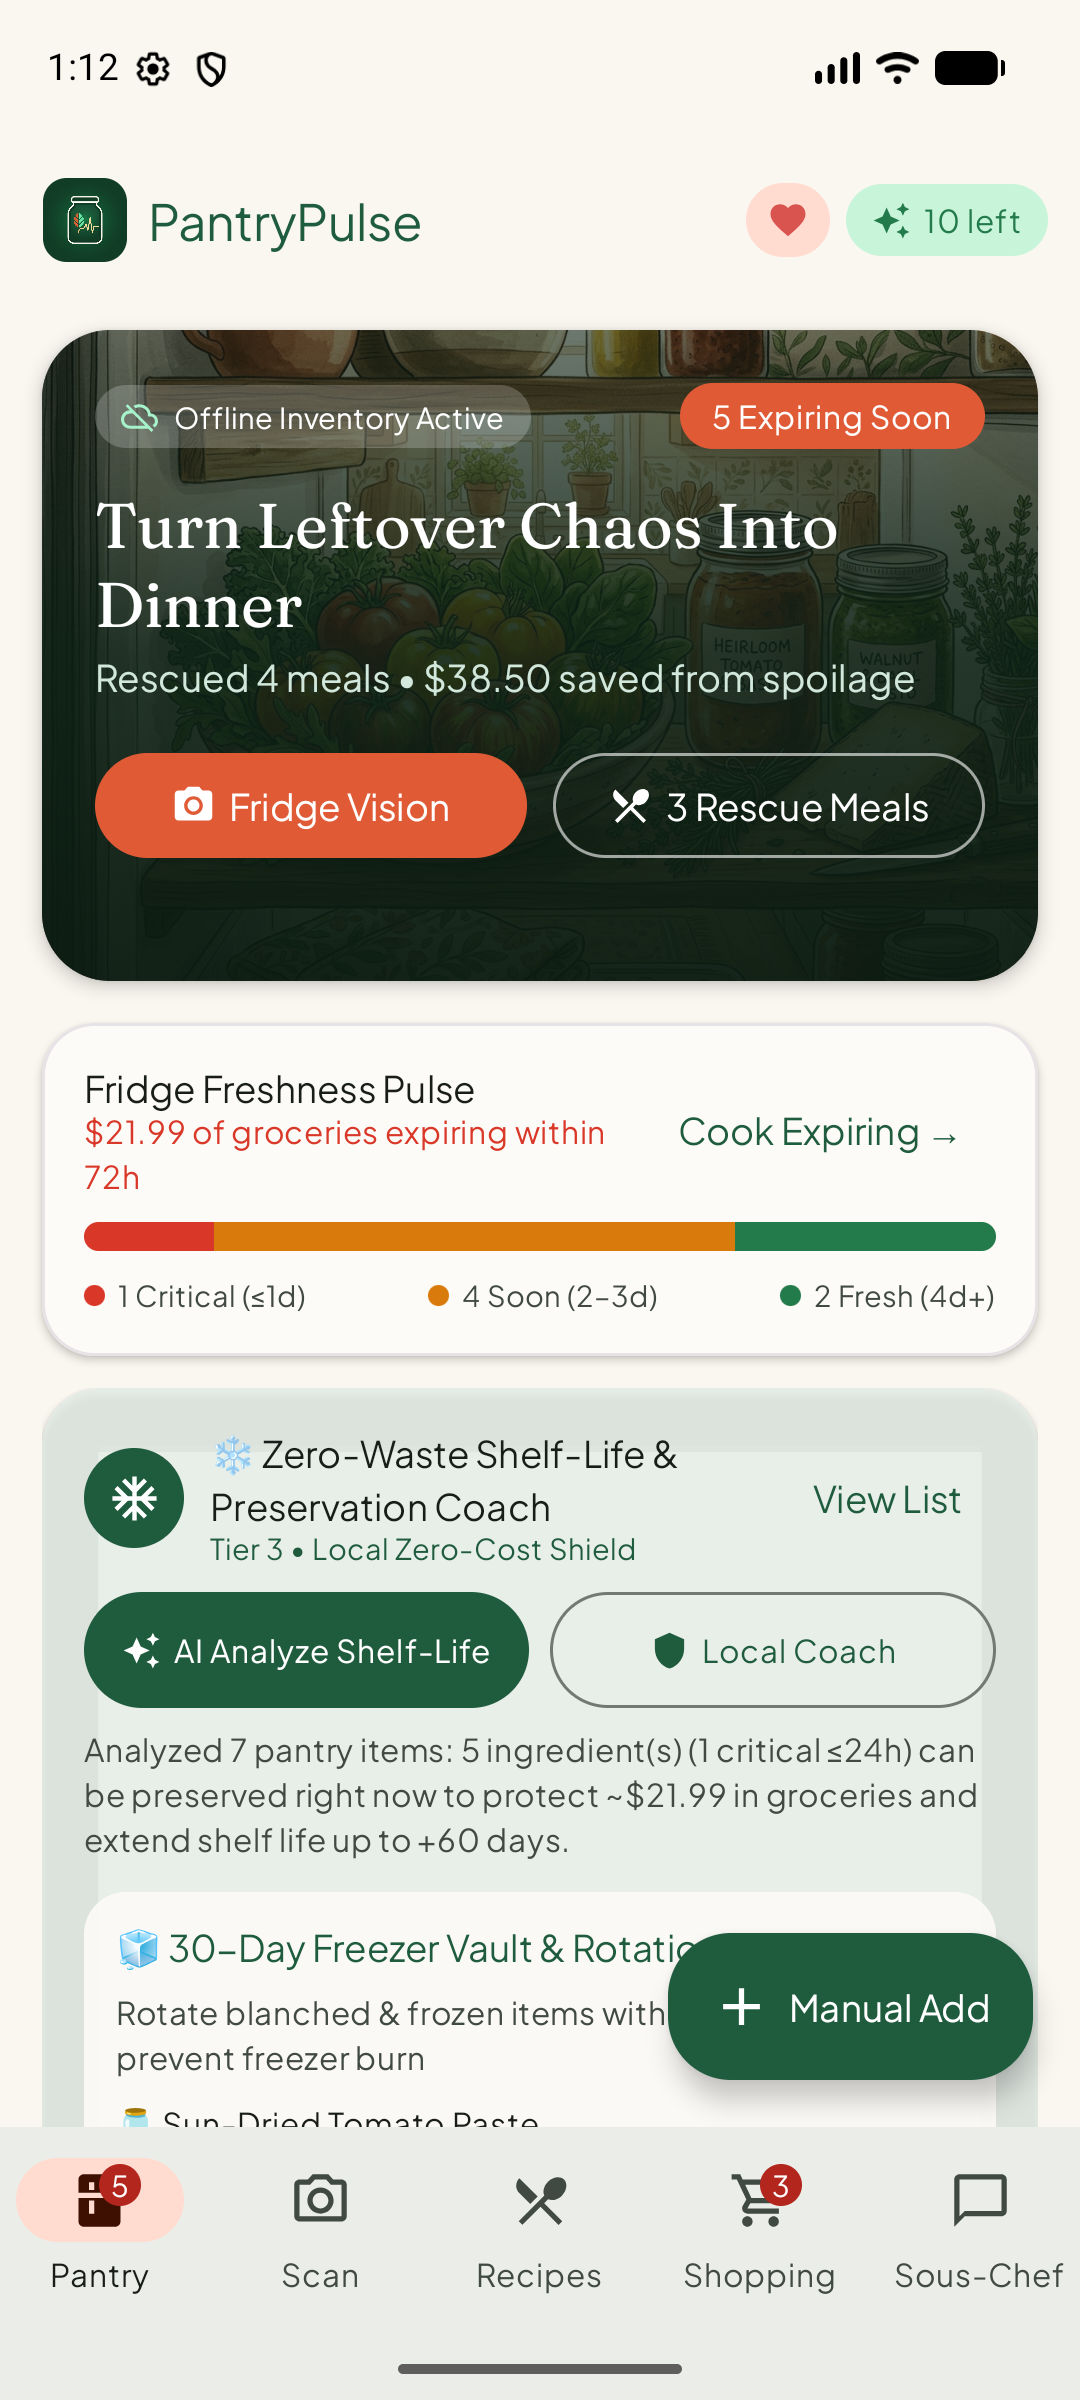 1:12
PantryPulse
10 left
Offline Inventory Active
5 Expiring Soon
Turn Leftover Chaos Into
Dinner
HEIRLOOM
TOMATO
WALNUT
Rescued 4 meals • $38.50 saved from spoilage
Fridge Vision
3 Rescue Meals
Fridge Freshness Pulse
$21.99 of groceries expiring within
72h
Cook Expiring →
1 Critical (≤1d)
4 Soon (2–3d)
2 Fresh (4d+)
❄️ Zero-Waste Shelf-Life &
Preservation Coach
Tier 3 • Local Zero-Cost Shield
View List
AI Analyze Shelf-Life
Local Coach
Analyzed 7 pantry items: 5 ingredient(s) (1 critical ≤24h) can
be preserved right now to protect ~$21.99 in groceries and
extend shelf life up to +60 days.
🧊 30-Day Freezer Vault & Rotatio
Rotate blanched & frozen items with
prevent freezer burn
Manual Add
Sun-Dried Tomato Paste
5
3
Pantry
Scan
Recipes
Shopping
Sous-Chef